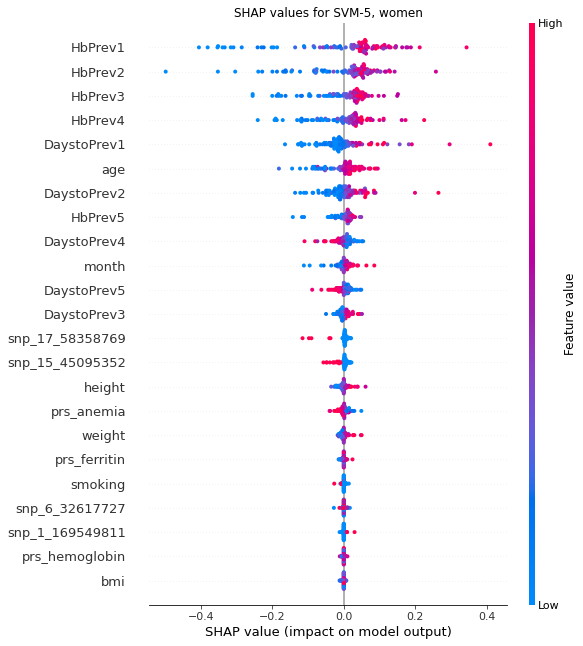 SHAP values for SVM-5, women
High
HbPrev1
HbPrev2
HbPrev3
HbPrev4
DaystoPrev1
age
DaystoPrev2
HbPrev5
DaystoPrev4
month
DaystoPrev5
DaystoPrev3
snp_17_58358769
snp_15_45095352
height
prs_anemia
weight
prs_ferritin
smoking
snp_6_32617727
snp_1_169549811
prs_hemoglobin
bmi
Feature value
Low
−0.4 −0.2 0.0 0.2 0.4
SHAP value (impact on model output)